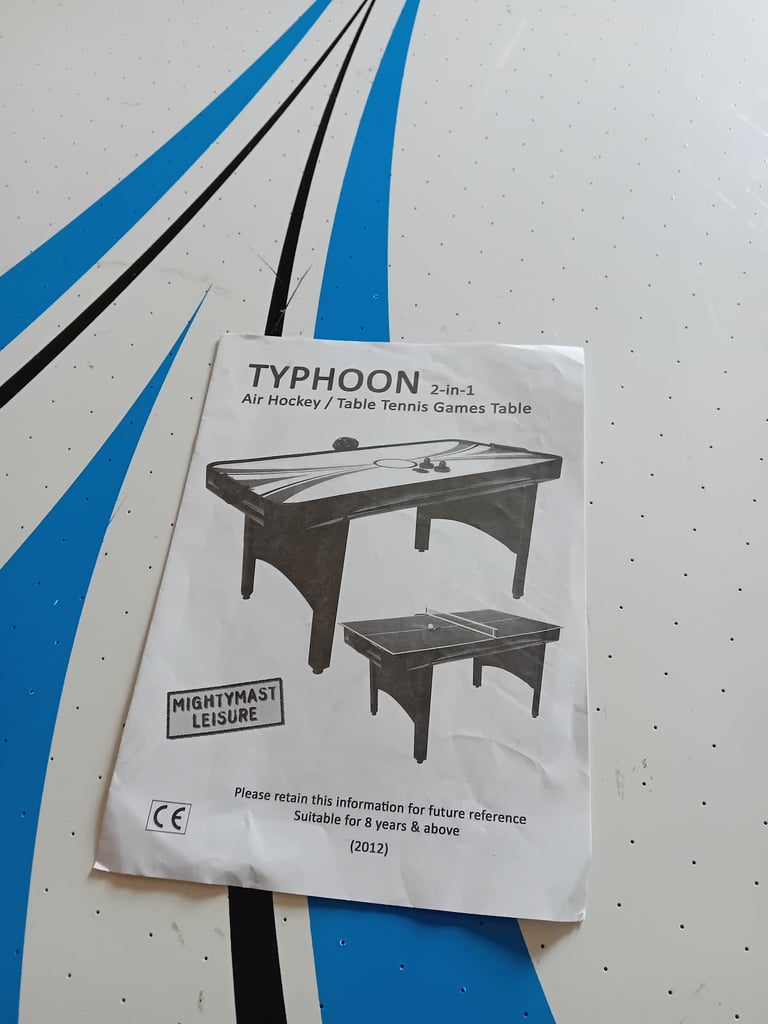 TYPHOON 2-in-1
Air Hockey / Table Tennis Games Table
MIGHTYMAST
LEISURE
CE
Please retain this information for future reference
Suitable for 8 years & above
(2012)